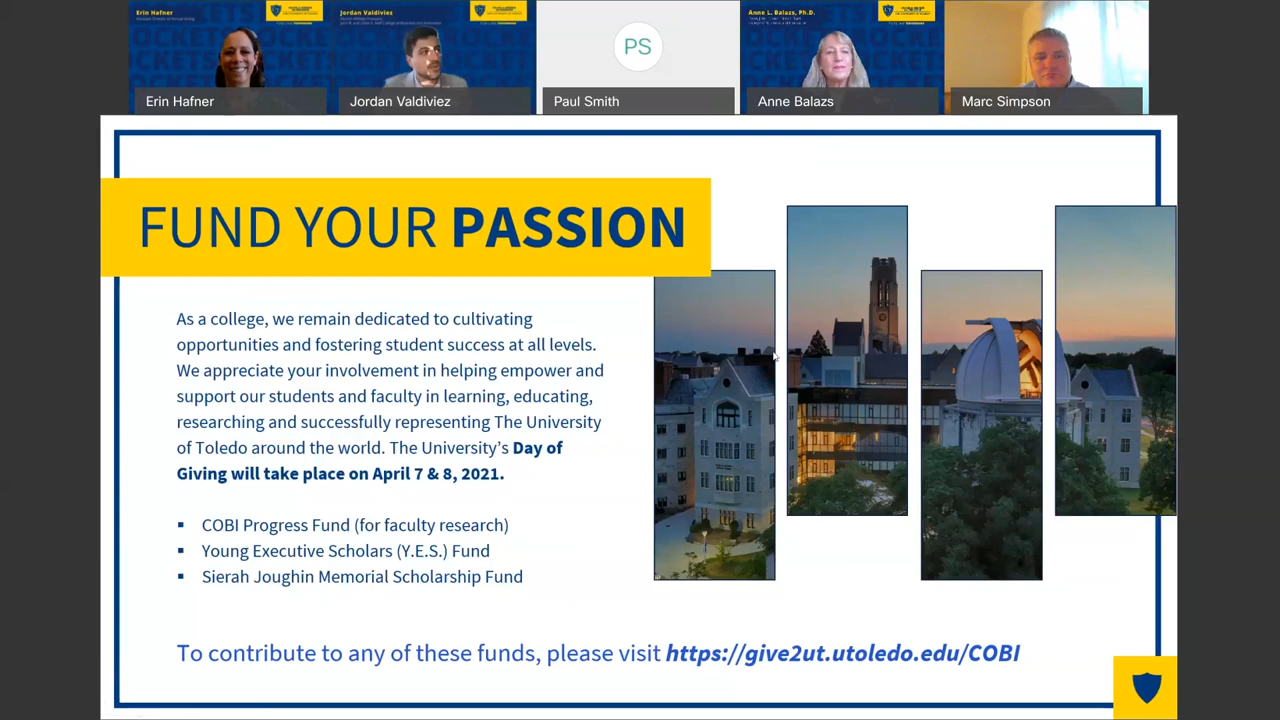 Erin Hafner
Jordan Valdiviez
PS
Anne L. Balazs, Ph.D.
Erin Hafner
Jordan Valdiviez
Paul Smith
Anne Balazs
Marc Simpson
FUND YOUR PASSION
As a college, we remain dedicated to cultivating
opportunities and fostering student success at all levels.
We appreciate your involvement in helping empower and
support our students and faculty in learning, educating,
researching and successfully representing The University
of Toledo around the world. The University's Day of
Giving will take place on April 7 & 8, 2021.
▪ COBI Progress Fund (for faculty research)
▪ Young Executive Scholars (Y.E.S.) Fund
▪ Sierah Joughin Memorial Scholarship Fund
To contribute to any of these funds, please visit https://give2ut.utoledo.edu/COBI